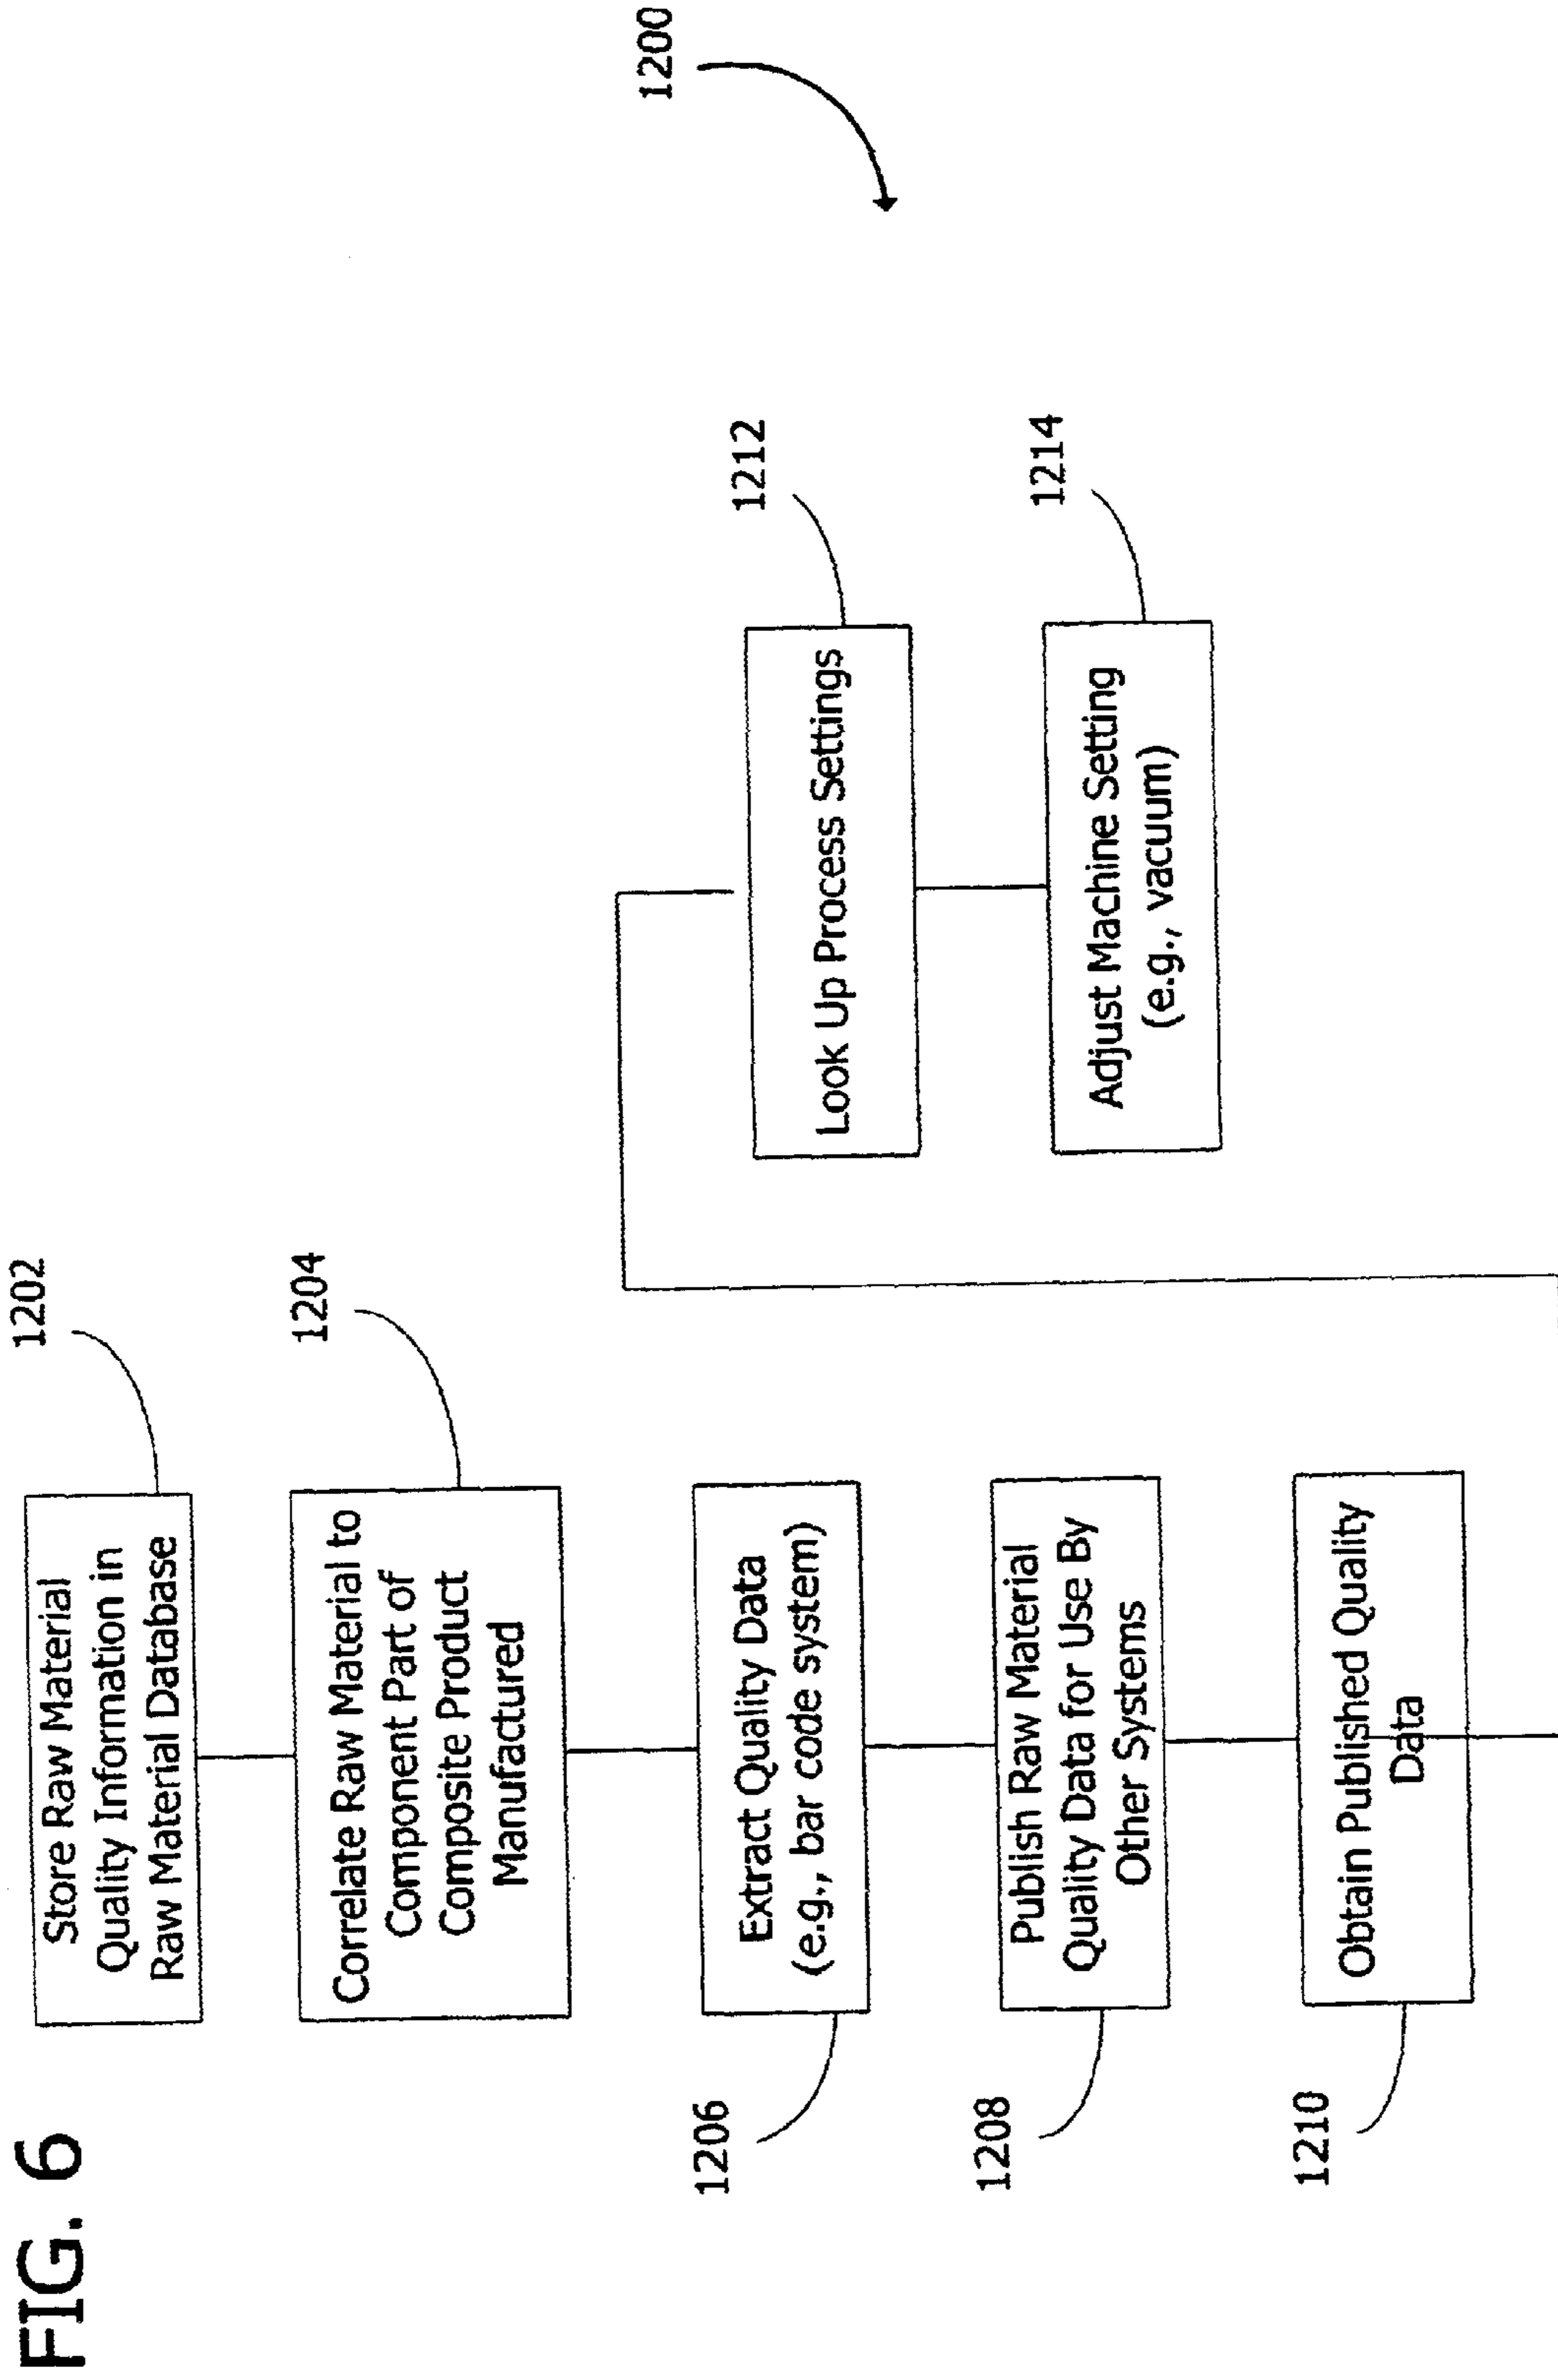 FIG. 6
1200
Store Raw Material
Quality Information in
Raw Material Database
1202
Correlate Raw Material to
Component Part of
Composite Product
Manufactured
1204
Extract Quality Data
(e.g., bar code system)
1206
Publish Raw Material
Quality Data for Use By
Other Systems
1208
Obtain Published Quality
Data
1210
Look Up Process Settings
1212
Adjust Machine Setting
(e.g., vacuum)
1214